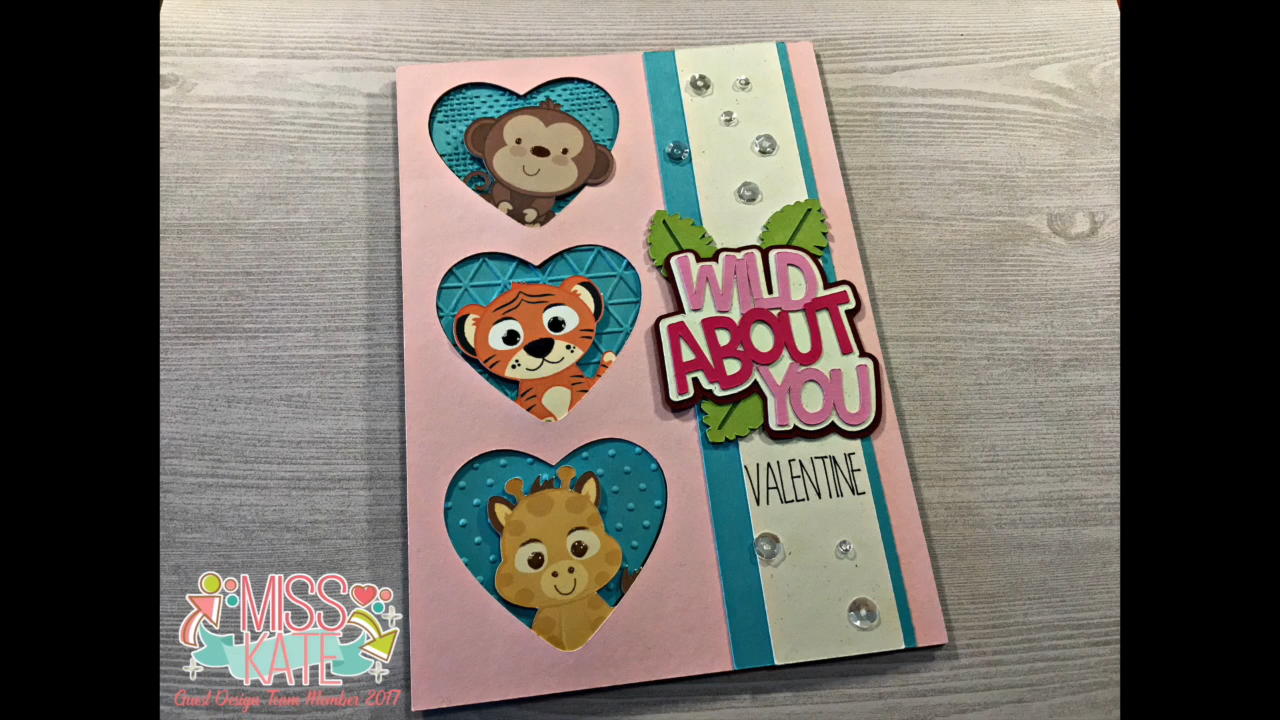 WILD
ABOUT
YOU
VALENTINE
MISS
KATE
Guest Design Team Member 2017